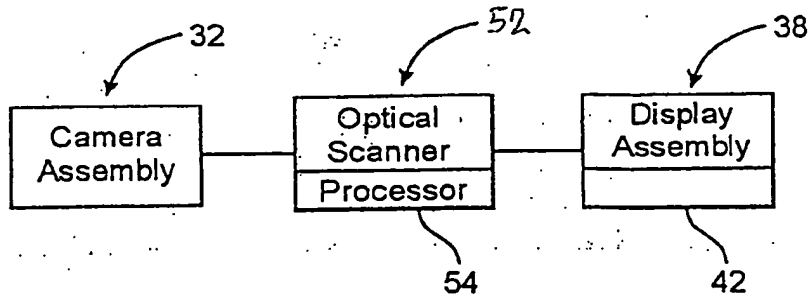 32
52
38
Camera
Assembly
Optical
Scanner
Processor
Display
Assembly
54
42